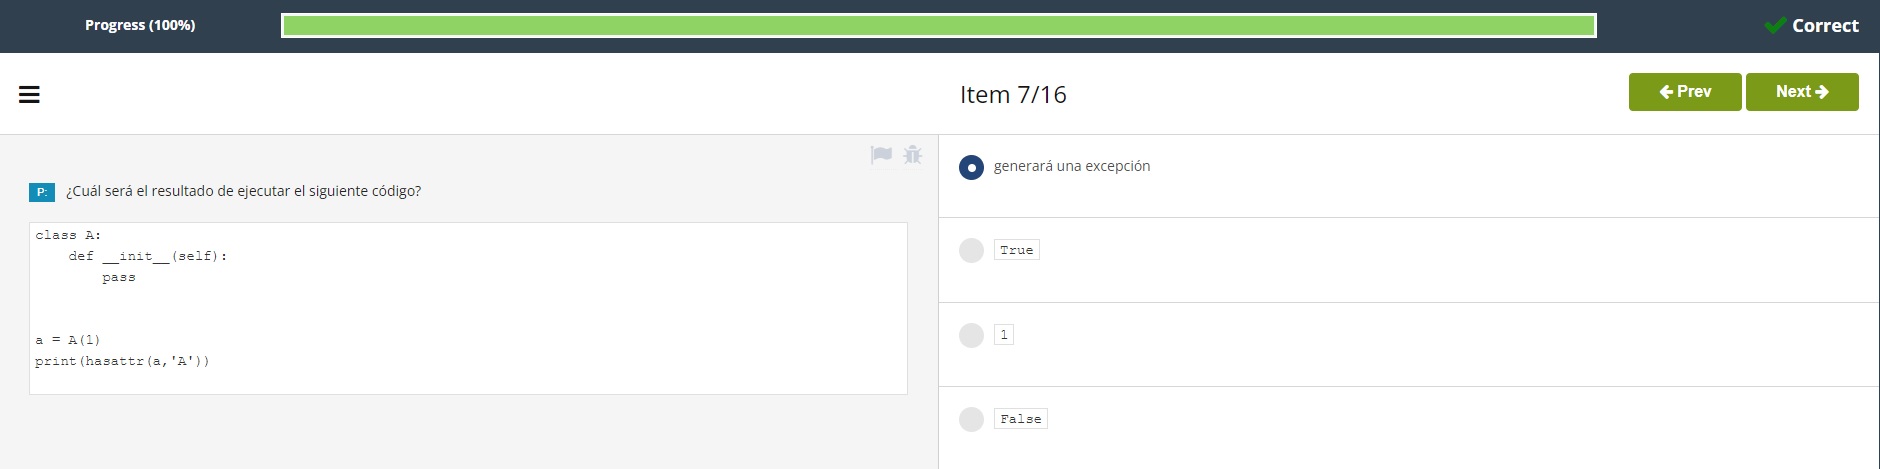 Progress (100%)
Correct
Item 7/16
Prev
Next
P: ¿Cuál será el resultado de ejecutar el siguiente código?
class A:
    def __init__(self):
        pass
a = A(1)
print(hasattr(a,'A'))
generará una excepción
True
1
False